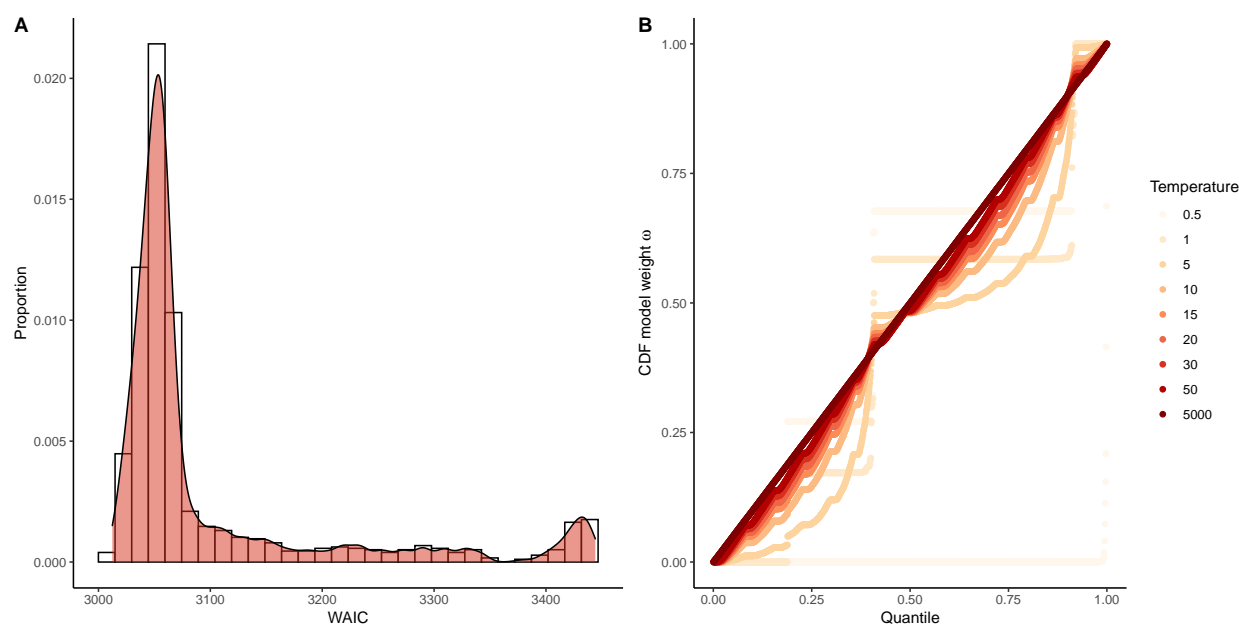 A
Proportion
0.020
0.015
0.010
0.005
0.000
3000 3100 3200 3300 3400
WAIC
B
CDF model weight ω
1.00
0.75
0.50
0.25
0.00
0.00 0.25 0.50 0.75 1.00
Quantile
Temperature
0.5
1
5
10
15
20
30
50
5000